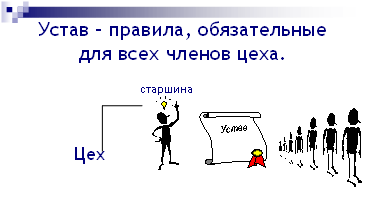 Устав – правила, обязательные
для всех членов цеха.
старшина
Устав
Цех